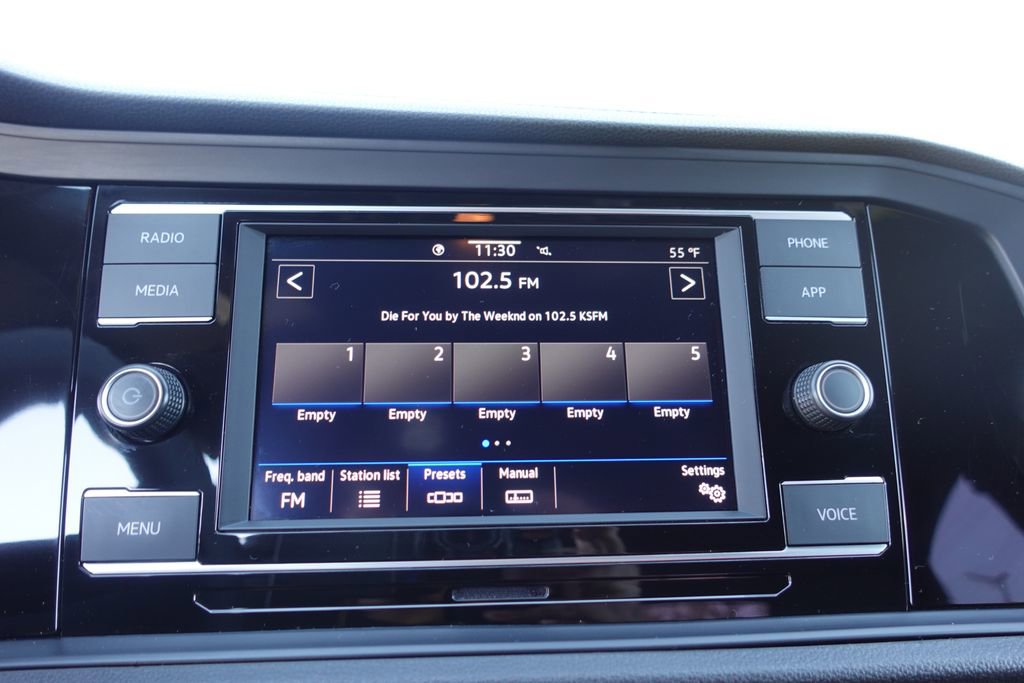 RADIO
MEDIA
MENU
11:30
55 °F
<
102.5 FM
>
Die For You by The Weeknd on 102.5 KSFM
1 2 3 4 5
Empty Empty Empty Empty Empty
Freq. band Station list Presets Manual Settings
FM
PHONE
APP
VOICE